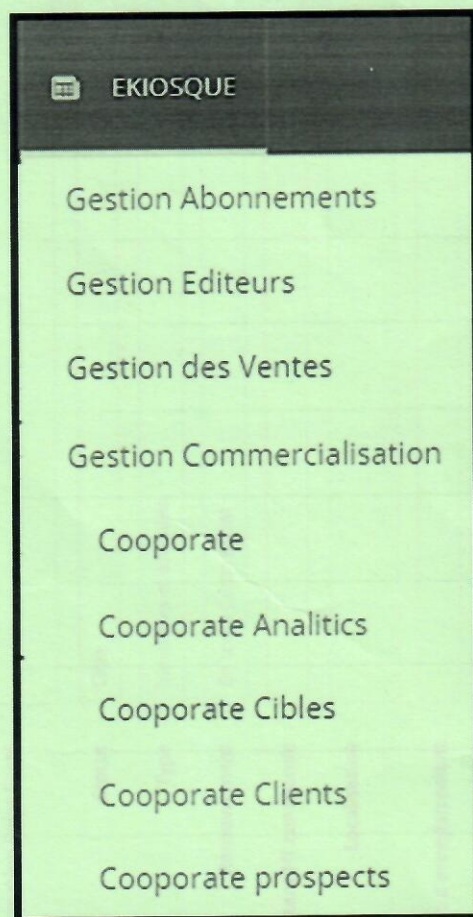 EKIOSQUE
Gestion Abonnements
Gestion Editeurs
Gestion des Ventes
Gestion Commercialisation
Cooporate
Cooporate Analitics
Cooporate Cibles
Cooporate Clients
Cooporate prospects